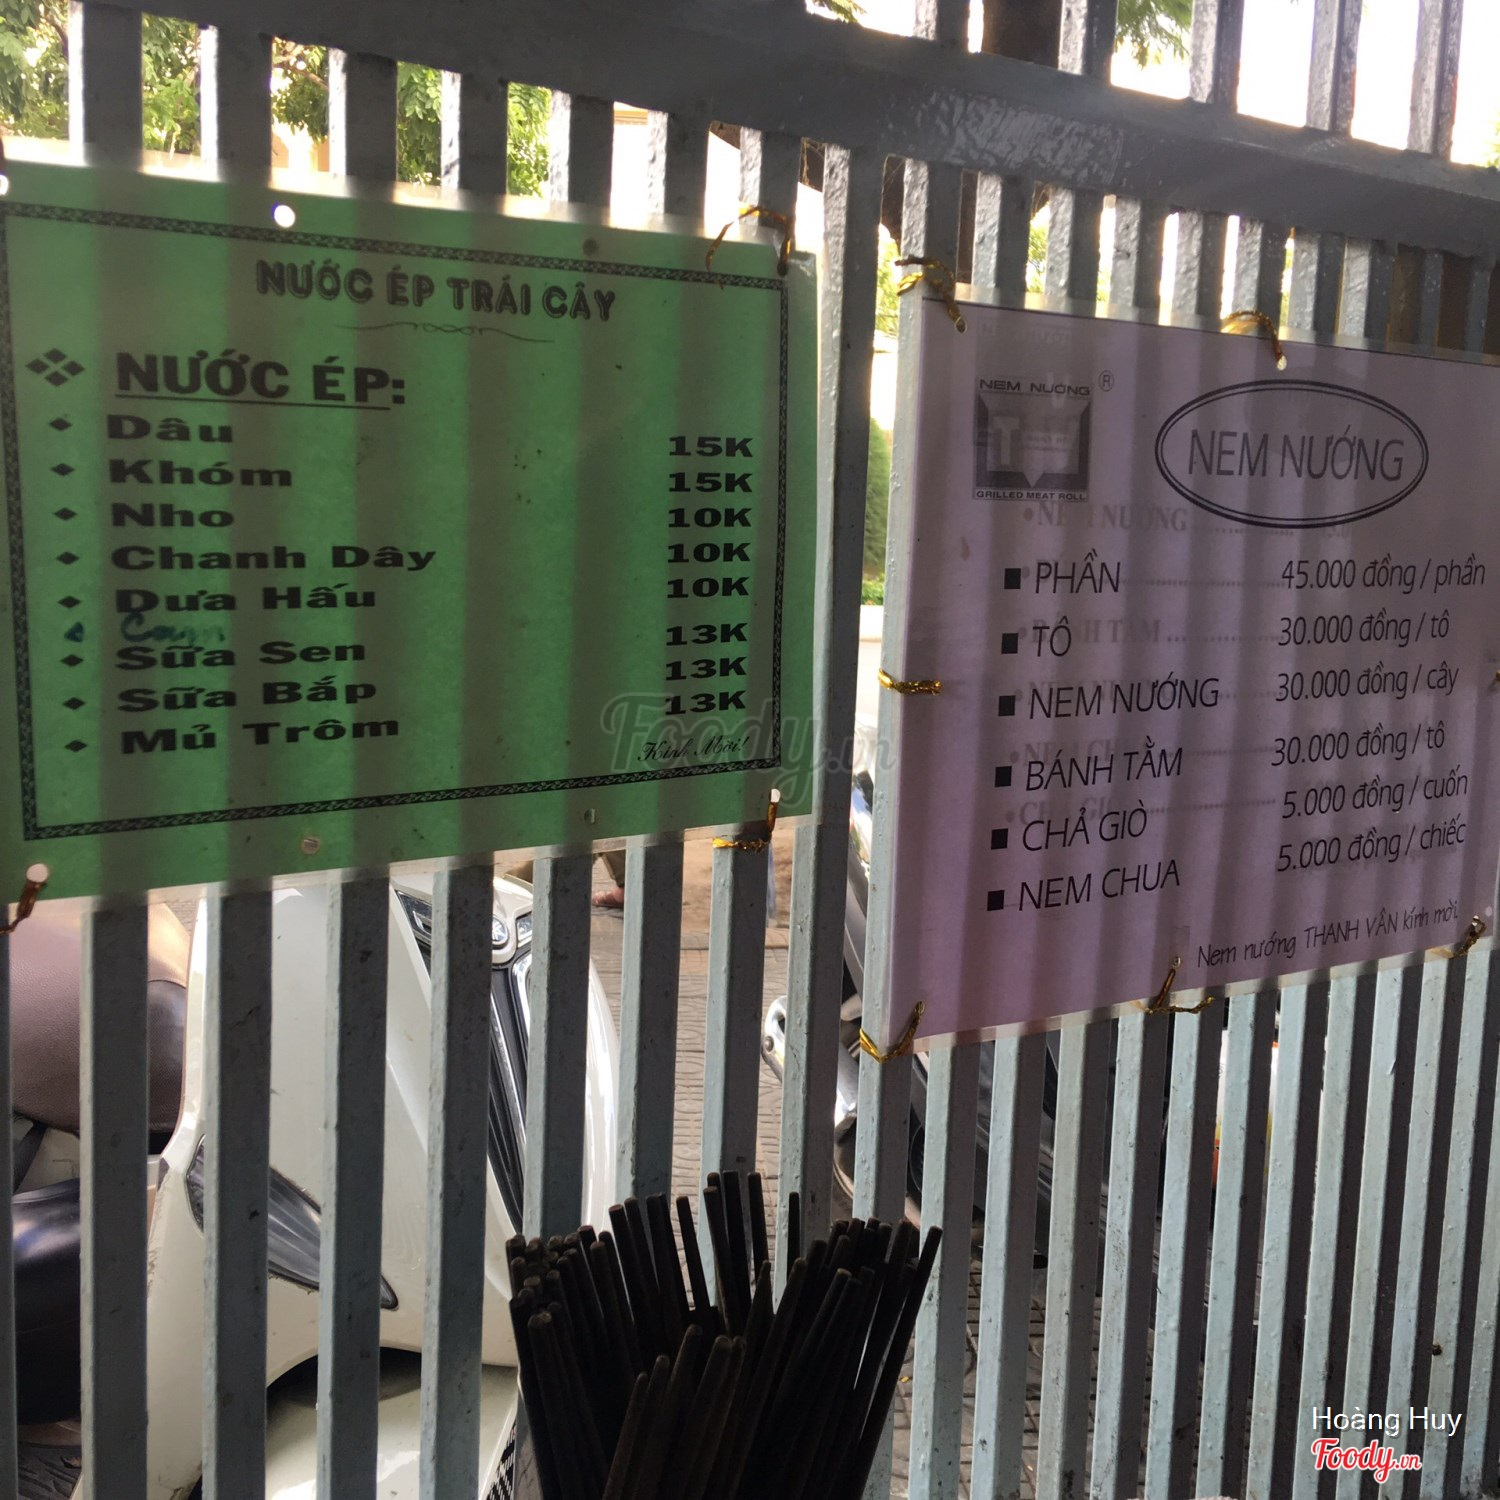 NƯỚC ÉP TRÁI CÂY
NƯỚC ÉP:
Dâu 15K
Khóm 15K
Nho 10K
Chanh Dây 10K
Dưa Hấu 10K
Cam
Sữa Sen 13K
Sữa Bắp 13K
Mủ Trôm 13K
Kính Mời!
Foody.vn
NEM NƯỚNG ®
GRILLED MEAT ROLL
NEM NƯỚNG
PHẦN 45.000 đồng / phần
TÔ 30.000 đồng / tô
NEM NƯỚNG 30.000 đồng / cây
BÁNH TẰM 30.000 đồng / tô
CHẢ GIÒ 5.000 đồng / cuốn
NEM CHUA 5.000 đồng / chiếc
Nem nướng THANH VÂN kính mời.
Hoàng Huy
Foody.vn